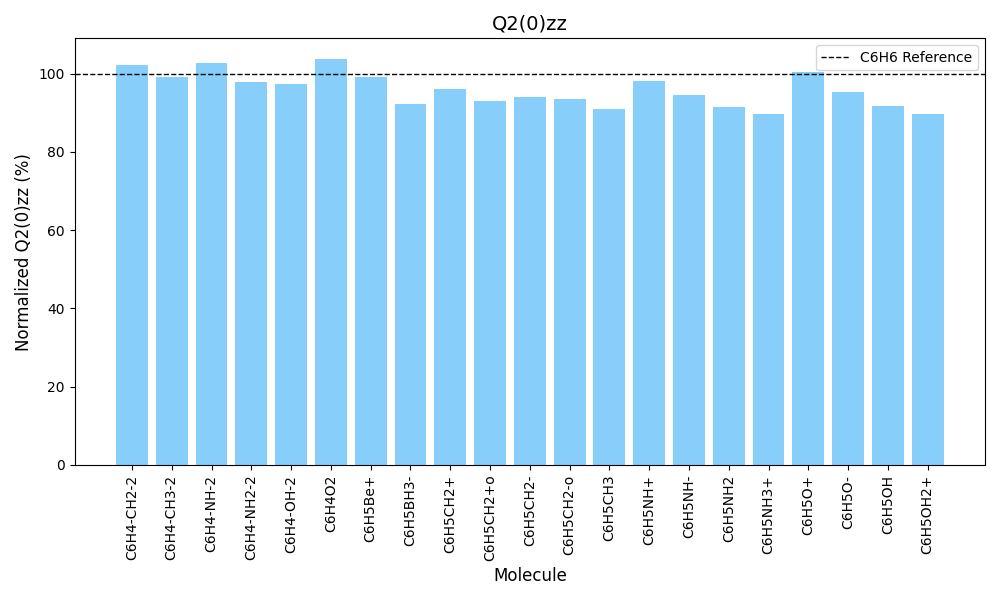 Q2(0)zz
C6H6 Reference
Normalized Q2(0)zz (%)
100
80
60
40
20
0
C6H4-CH2-2
C6H4-CH3-2
C6H4-NH-2
C6H4-NH2-2
C6H4-OH-2
C6H4O2
C6H5Be+
C6H5BH3-
C6H5CH2+
C6H5CH2+o
C6H5CH2-
C6H5CH2-o
C6H5CH3
C6H5NH+
C6H5NH-
C6H5NH2
C6H5NH3+
C6H5O+
C6H5O-
C6H5OH
C6H5OH2+
Molecule